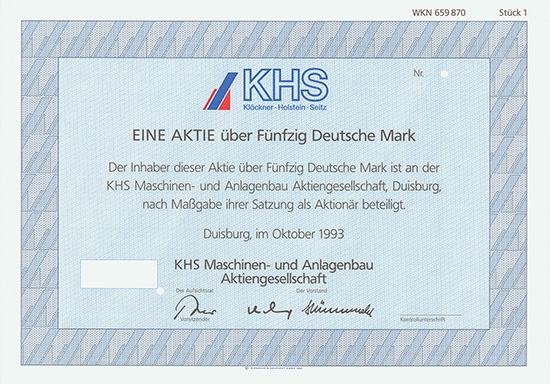 WKN 659 870 Stück 1
KHS
Nr.
Klöckner · Holstein · Seitz
EINE AKTIE über Fünfzig Deutsche Mark
Der Inhaber dieser Aktie über Fünfzig Deutsche Mark ist an der
KHS Maschinen- und Anlagenbau Aktiengesellschaft, Duisburg,
nach Maßgabe ihrer Satzung als Aktionär beteiligt.
Duisburg, im Oktober 1993
KHS Maschinen- und Anlagenbau
Aktiengesellschaft
Der Aufsichtsrat Der Vorstand
Vorsitzender Kontrollunterschrift